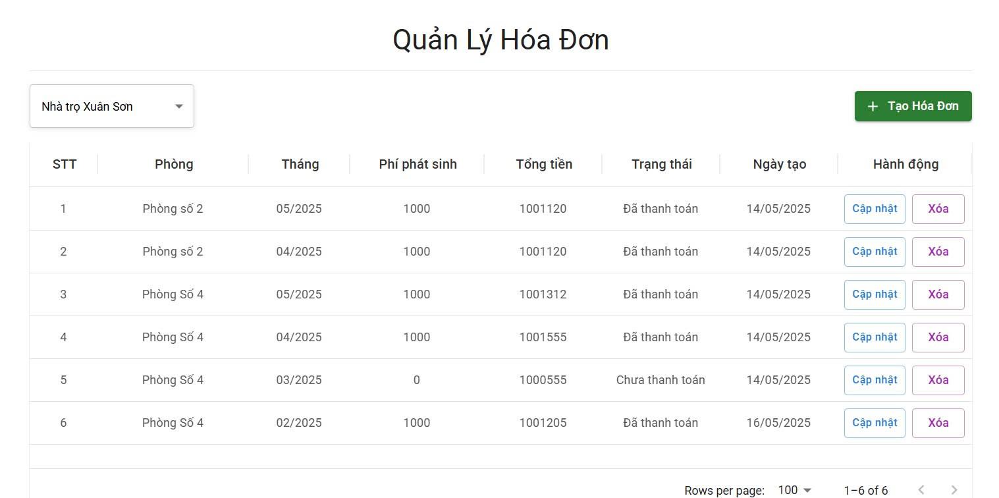 Quản Lý Hóa Đơn
Nhà trọ Xuân Sơn
+ Tạo Hóa Đơn
STT Phòng Tháng Phí phát sinh Tổng tiền Trạng thái Ngày tạo Hành động
1 Phòng số 2 05/2025 1000 1001120 Đã thanh toán 14/05/2025 Cập nhật Xóa
2 Phòng số 2 04/2025 1000 1001120 Đã thanh toán 14/05/2025 Cập nhật Xóa
3 Phòng Số 4 05/2025 1000 1001312 Đã thanh toán 14/05/2025 Cập nhật Xóa
4 Phòng Số 4 04/2025 1000 1001555 Đã thanh toán 14/05/2025 Cập nhật Xóa
5 Phòng Số 4 03/2025 0 1000555 Chưa thanh toán 14/05/2025 Cập nhật Xóa
6 Phòng Số 4 02/2025 1000 1001205 Đã thanh toán 16/05/2025 Cập nhật Xóa
Rows per page: 100 1–6 of 6